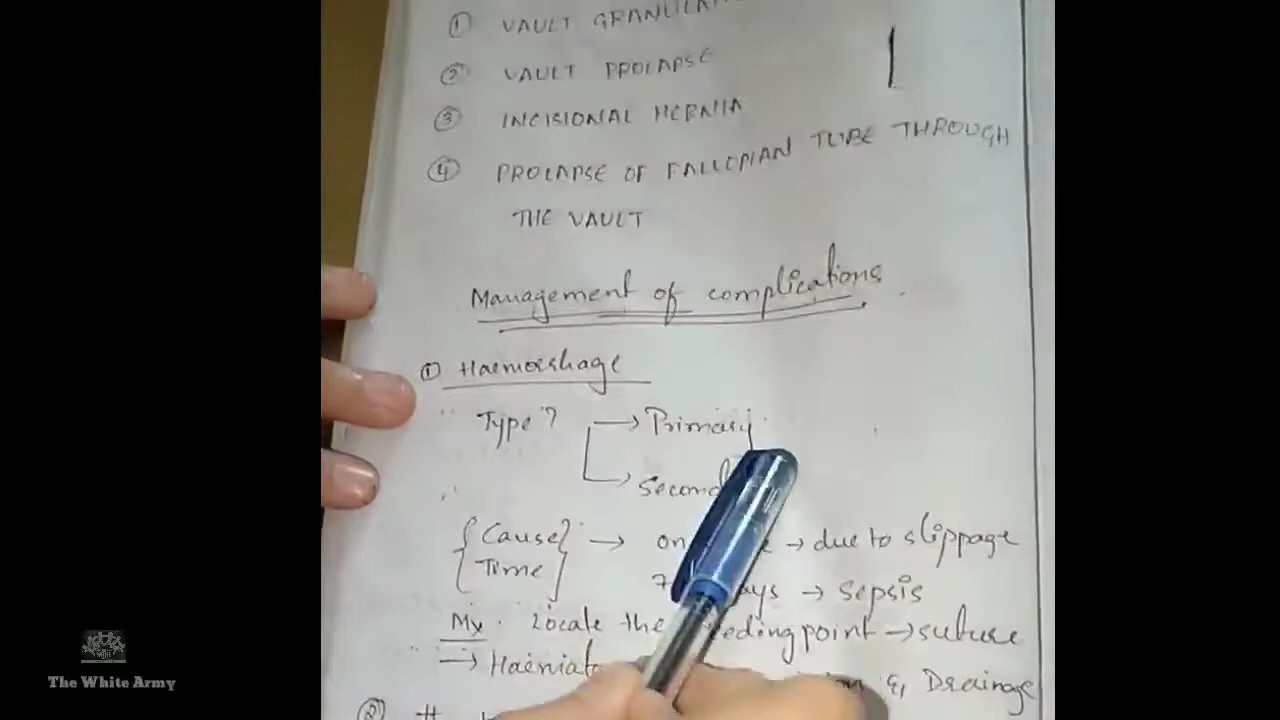 ① VAULT
② VAULT PROLAPSE
③ INCISIONAL HERNIA
④ PROLAPSE OF FALLOPIAN TUBE THROUGH
THE VAULT
Management of complications
① Haemorrhage
Type? → Primary
→
{Cause? Time} → → due to slippage
→ sepsis
Mx. Locate the point → suture
→ & Drainage
②
The White Army